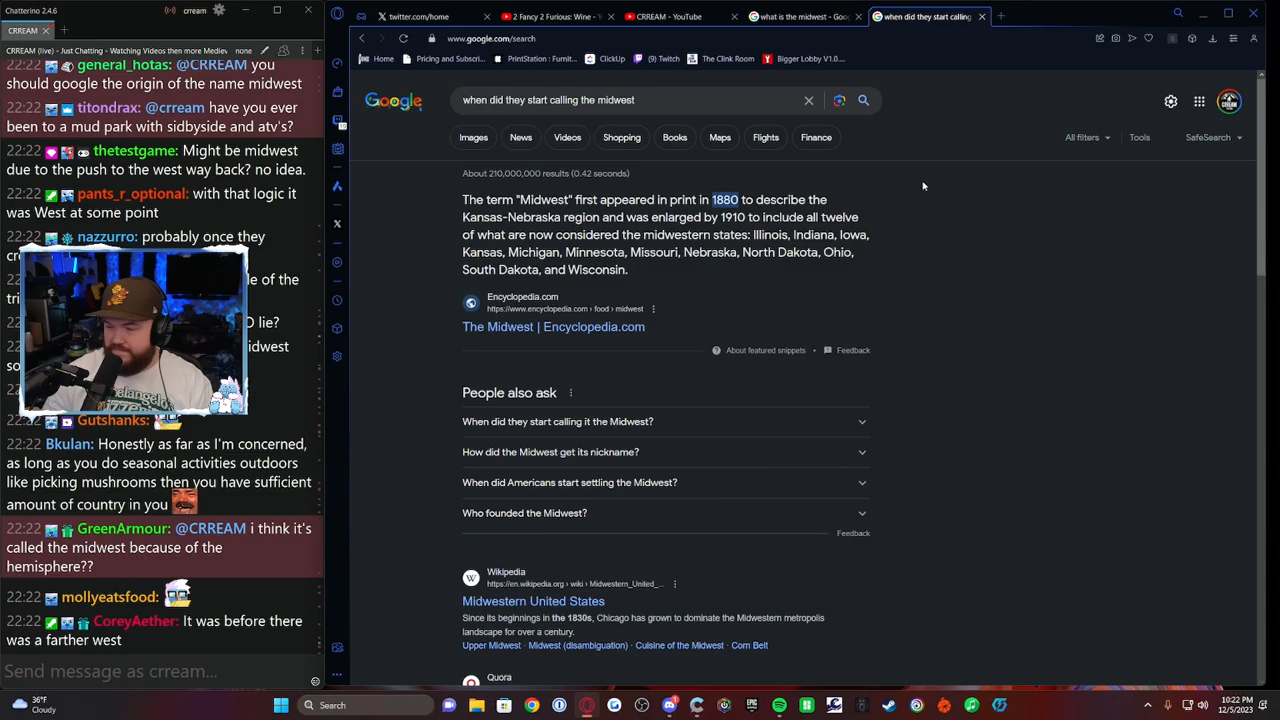 Chatterino 2.4.6
CRREAM
CRREAM (live) - Just Chatting - Watching Videos then Mediev
none
general_hotas: @CRREAM you
should google the origin of the name
midwest
titondrax: @crream have you ever
been to a mud park with sidbyside and atv's?
22:22 thetestgame: Might be midwest
due to the push to the west way back? no idea.
22:22 pants_r_optional: with that logic it
was West at some point
22:22 nazzurro: probably once they
22:22 Gutshanks:
22:22 Bkulan: Honestly as far as I'm concerned,
as long as you do seasonal activities outdoors
like picking mushrooms then you have sufficient
amount of country in you
22:22 GreenArmour: @CRREAM i think it's
called the midwest because of the
hemisphere??
22:22 mollyeatsfood:
22:22 CoreyAether: It was before there
was a farther west
Send message as crream...
twitter.com/home
2 Fancy 2 Furious: Wine - Y
CRREAM - YouTube
what is the midwest - Goo
when did they start calling
www.google.com/search
Home
Pricing and Subscri...
PrintStation : Furnit...
ClickUp
(9) Twitch
The Clink Room
Bigger Lobby V1.0....
Google
when did they start calling the midwest
Images
News
Videos
Shopping
Books
Maps
Flights
Finance
All filters
Tools
SafeSearch
About 210,000,000 results (0.42 seconds)
The term "Midwest" first appeared in print in 1880 to describe the
Kansas-Nebraska region and was enlarged by 1910 to include all twelve
of what are now considered the midwestern states: Illinois, Indiana, Iowa,
Kansas, Michigan, Minnesota, Missouri, Nebraska, North Dakota, Ohio,
South Dakota, and Wisconsin.
Encyclopedia.com
https://www.encyclopedia.com › food › midwest
The Midwest | Encyclopedia.com
About featured snippets • Feedback
People also ask
When did they start calling it the Midwest?
How did the Midwest get its nickname?
When did Americans start settling the Midwest?
Who founded the Midwest?
Feedback
Wikipedia
https://en.wikipedia.org › wiki › Midwestern_United_...
Midwestern United States
Since its beginnings in the 1830s, Chicago has grown to dominate the Midwestern metropolis
landscape for over a century.
Upper Midwest · Midwest (disambiguation) · Cuisine of the Midwest · Corn Belt
Quora
36°F
Cloudy
Search
10:22 PM
12/5/2023